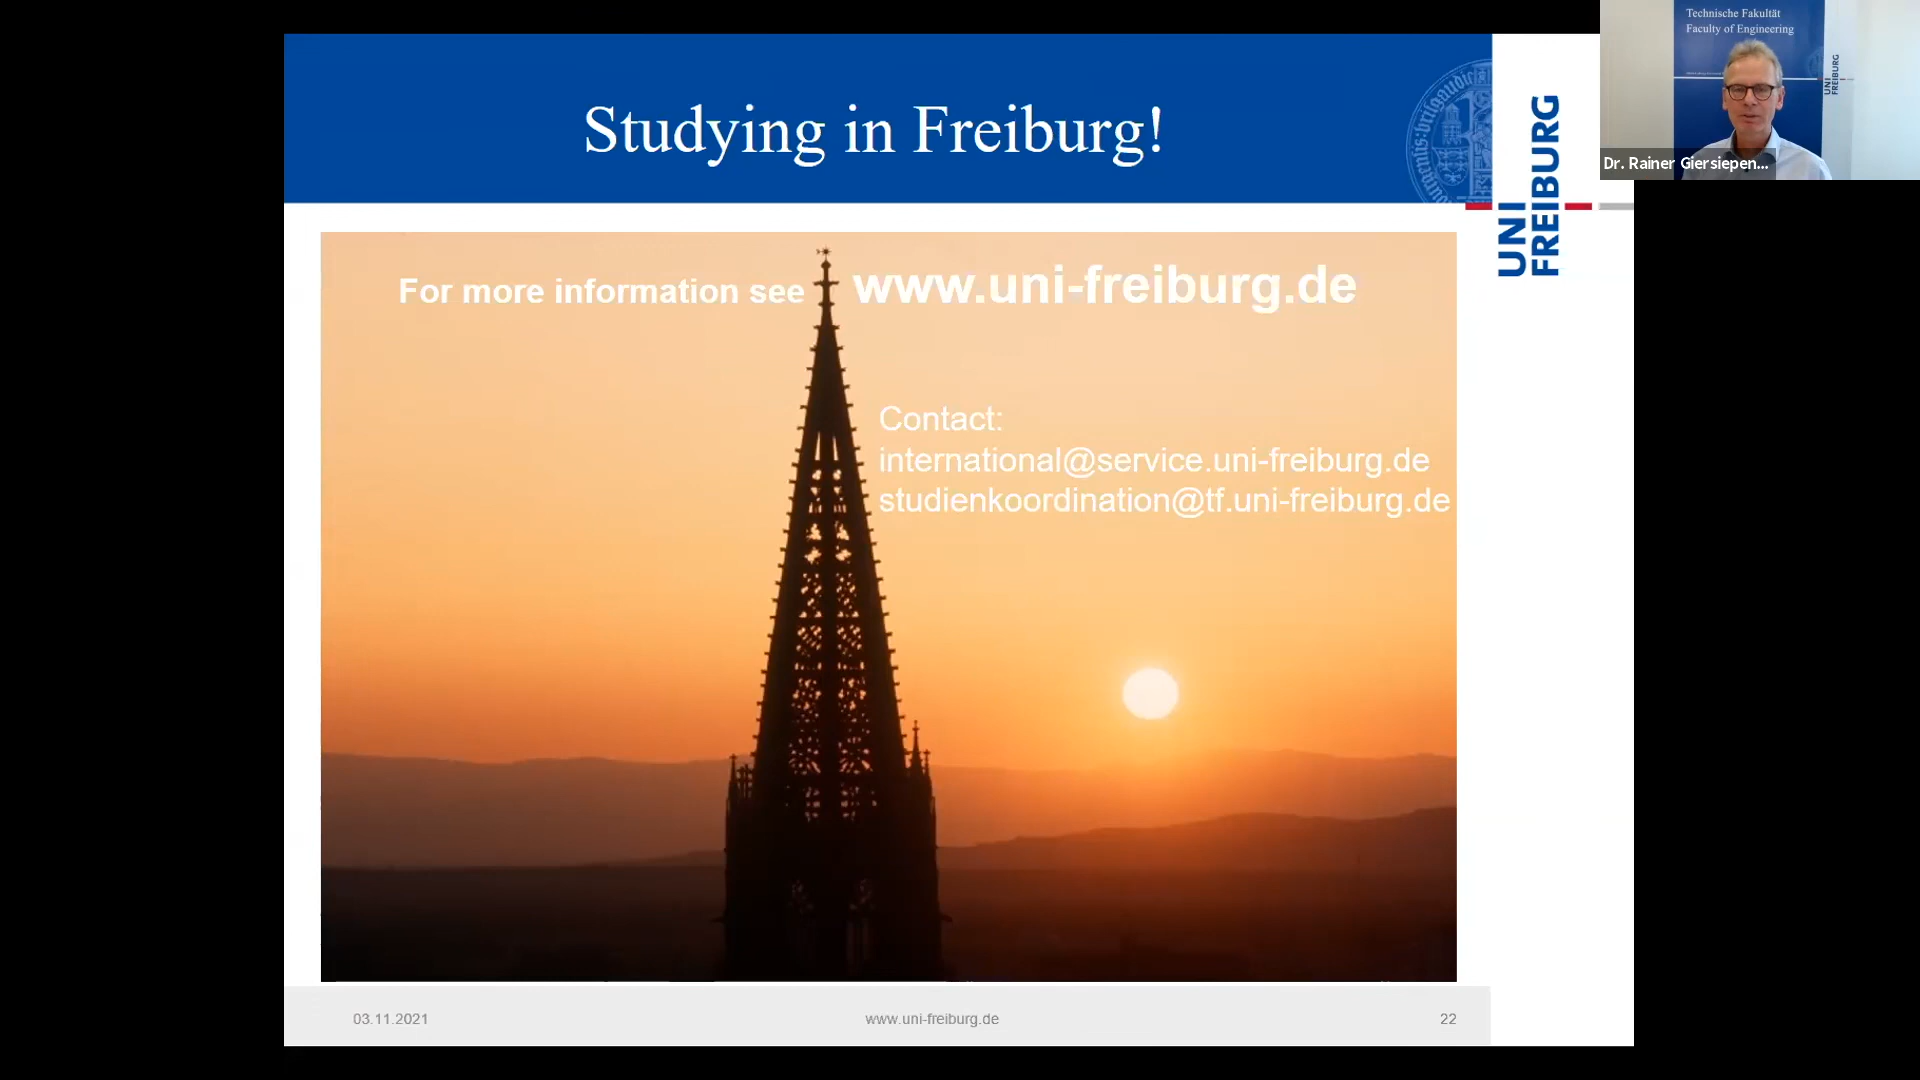 Studying in Freiburg!
UNI
FREIBURG
For more information see www.uni-freiburg.de
Contact:
international@service.uni-freiburg.de
studienkoordination@tf.uni-freiburg.de
03.11.2021
www.uni-freiburg.de
22
Technische Fakultät
Faculty of Engineering
UNI
FREIBURG
Dr. Rainer Giersiepen...